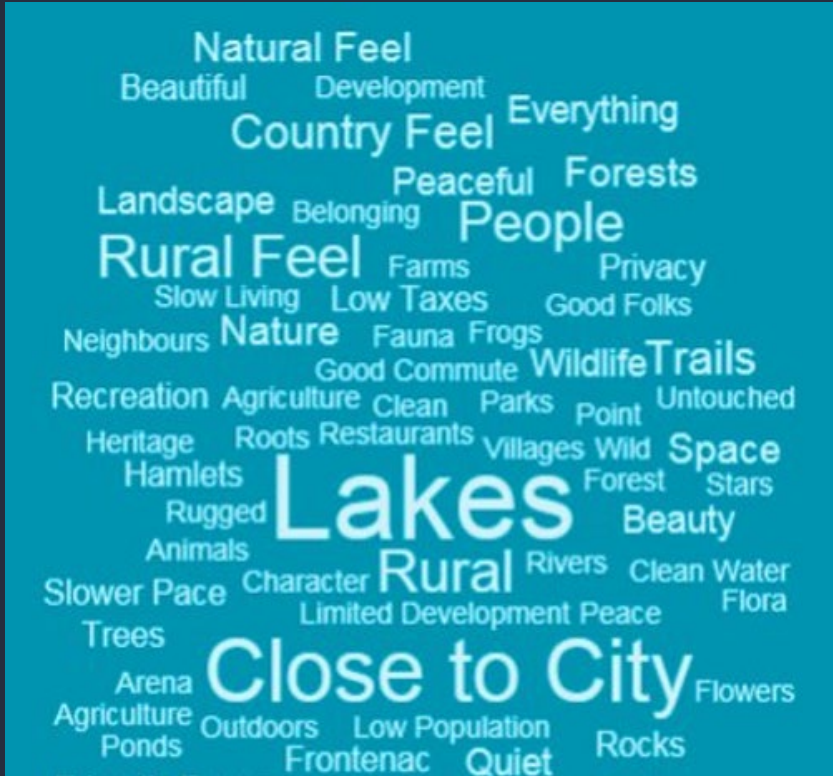 Natural Feel
Beautiful Development
Everything
Country Feel
Peaceful Forests
Landscape Belonging People
Rural Feel Farms Privacy
Slow Living Low Taxes Good Folks
Neighbours Nature Fauna Frogs
Good Commute Wildlife Trails
Recreation Agriculture Clean Parks Point Untouched
Heritage Roots Restaurants Villages Wild Space
Hamlets Lakes Forest Stars
Rugged Beauty
Animals Rural Rivers Clean Water
Slower Pace Character Flora
Limited Development Peace
Trees
Close to City
Arena Flowers
Agriculture Outdoors Low Population
Ponds Frontenac Quiet Rocks